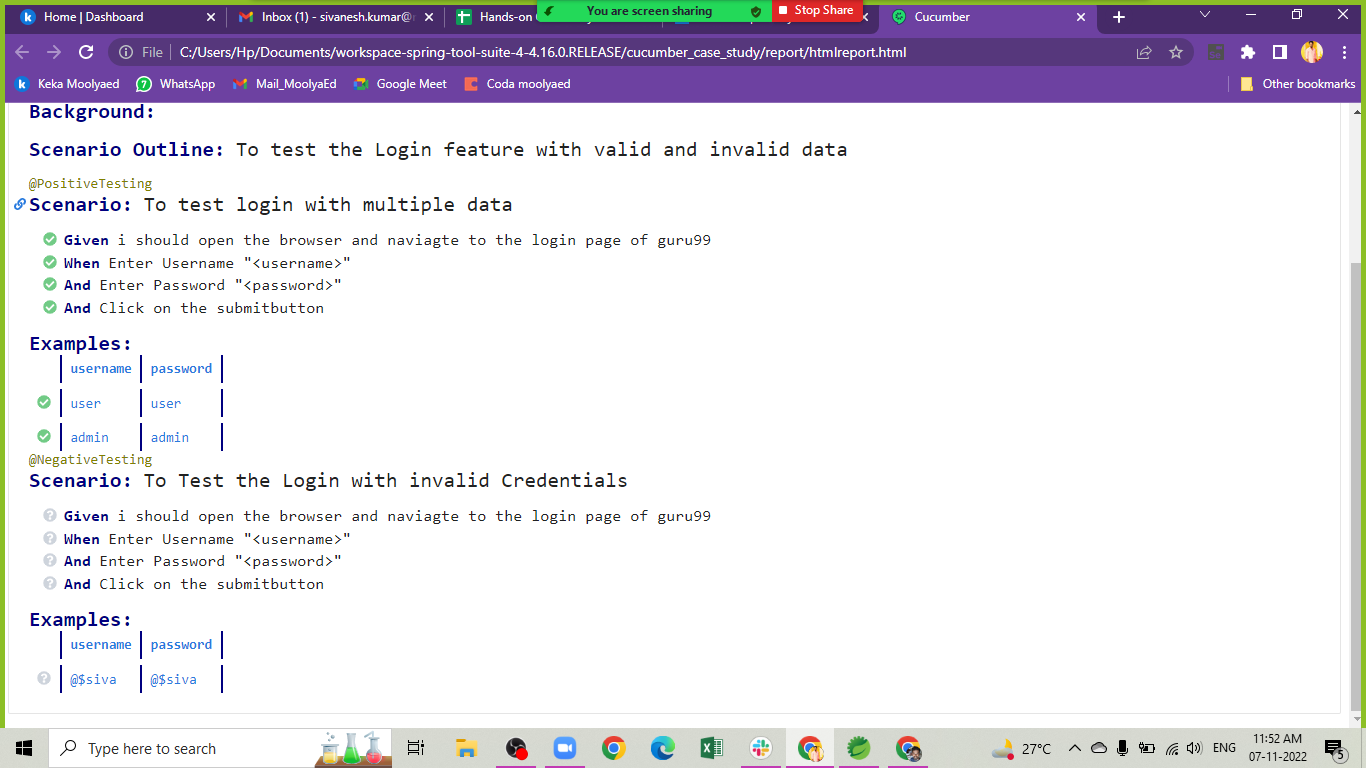 Home | Dashboard
Inbox (1) - sivanesh.kumar@
Hands-on
You are screen sharing
Stop Share
Cucumber
File
C:/Users/Hp/Documents/workspace-spring-tool-suite-4-4.16.0.RELEASE/cucumber_case_study/report/htmlreport.html
Keka Moolyaed
WhatsApp
Mail_MoolyaEd
Google Meet
Coda moolyaed
Other bookmarks
Background:
Scenario Outline: To test the Login feature with valid and invalid data
@PositiveTesting
Scenario: To test login with multiple data
Given i should open the browser and naviagte to the login page of guru99
When Enter Username "<username>"
And Enter Password "<password>"
And Click on the submitbutton
Examples:
username password
user user
admin admin
@NegativeTesting
Scenario: To Test the Login with invalid Credentials
Given i should open the browser and naviagte to the login page of guru99
When Enter Username "<username>"
And Enter Password "<password>"
And Click on the submitbutton
Examples:
username password
@$siva @$siva
Type here to search
27°C
ENG
11:52 AM
07-11-2022
5